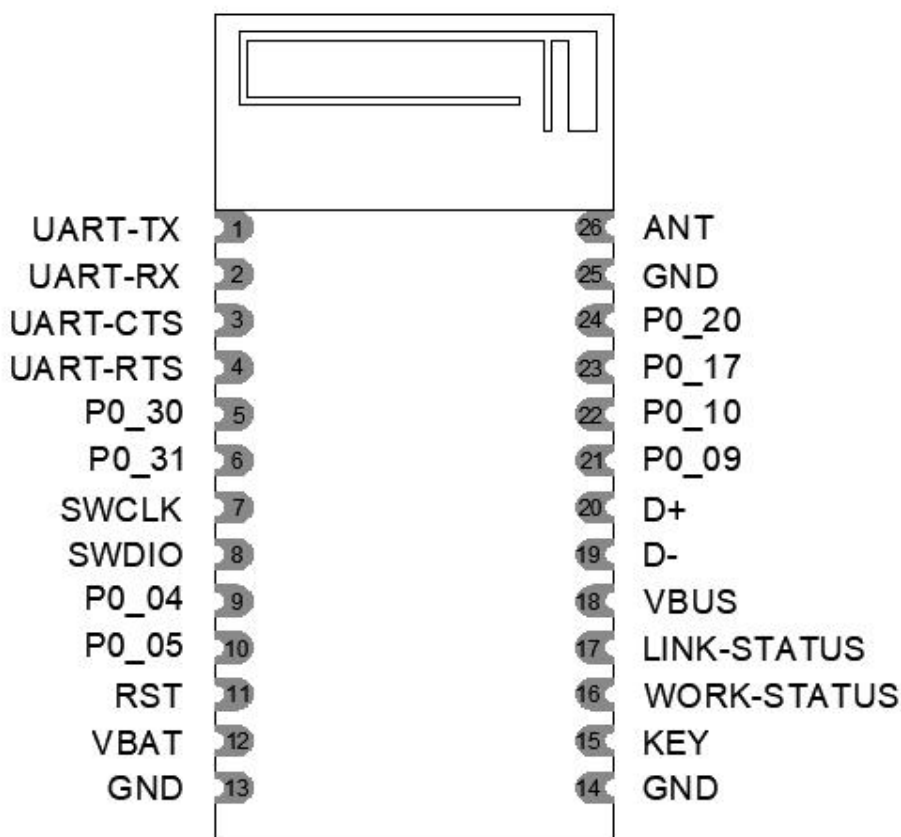 UART-TX 1 26 ANT
UART-RX 2 25 GND
UART-CTS 3 24 P0_20
UART-RTS 4 23 P0_17
P0_30 5 22 P0_10
P0_31 6 21 P0_09
SWCLK 7 20 D+
SWDIO 8 19 D-
P0_04 9 18 VBUS
P0_05 10 17 LINK-STATUS
RST 11 16 WORK-STATUS
VBAT 12 15 KEY
GND 13 14 GND